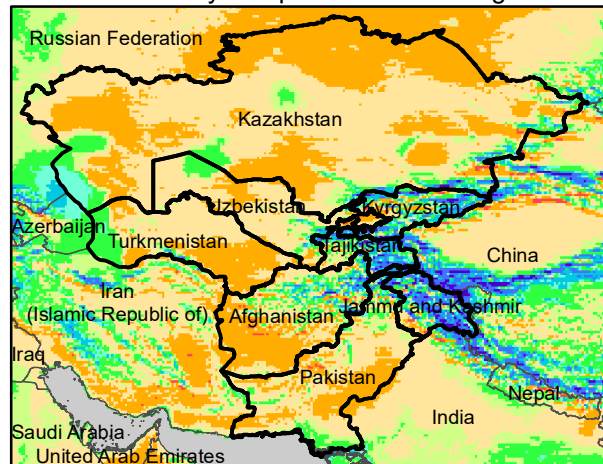 Russian Federation
Kazakhstan
Uzbekistan
Kyrgyzstan
Azerbaijan
Turkmenistan
Tajikistan
China
Iran
(Islamic Republic of)
Afghanistan
Jammu and Kashmir
Iraq
Pakistan
Nepal
India
Saudi Arabia
United Arab Emirates